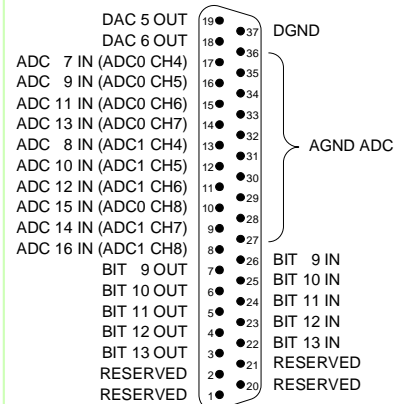 DAC 5 OUT 19
DAC 6 OUT 18
ADC 7 IN (ADC0 CH4) 17
ADC 9 IN (ADC0 CH5) 16
ADC 11 IN (ADC0 CH6) 15
ADC 13 IN (ADC0 CH7) 14
ADC 8 IN (ADC1 CH4) 13
ADC 10 IN (ADC1 CH5) 12
ADC 12 IN (ADC1 CH6) 11
ADC 15 IN (ADC0 CH8) 10
ADC 14 IN (ADC1 CH7) 9
ADC 16 IN (ADC1 CH8) 8
BIT 9 OUT 7
BIT 10 OUT 6
BIT 11 OUT 5
BIT 12 OUT 4
BIT 13 OUT 3
RESERVED 2
RESERVED 1
37 DGND
36
35
34
33
32
31
30
29
28
27
AGND ADC
26 BIT 9 IN
25 BIT 10 IN
24 BIT 11 IN
23 BIT 12 IN
22 BIT 13 IN
21 RESERVED
20 RESERVED